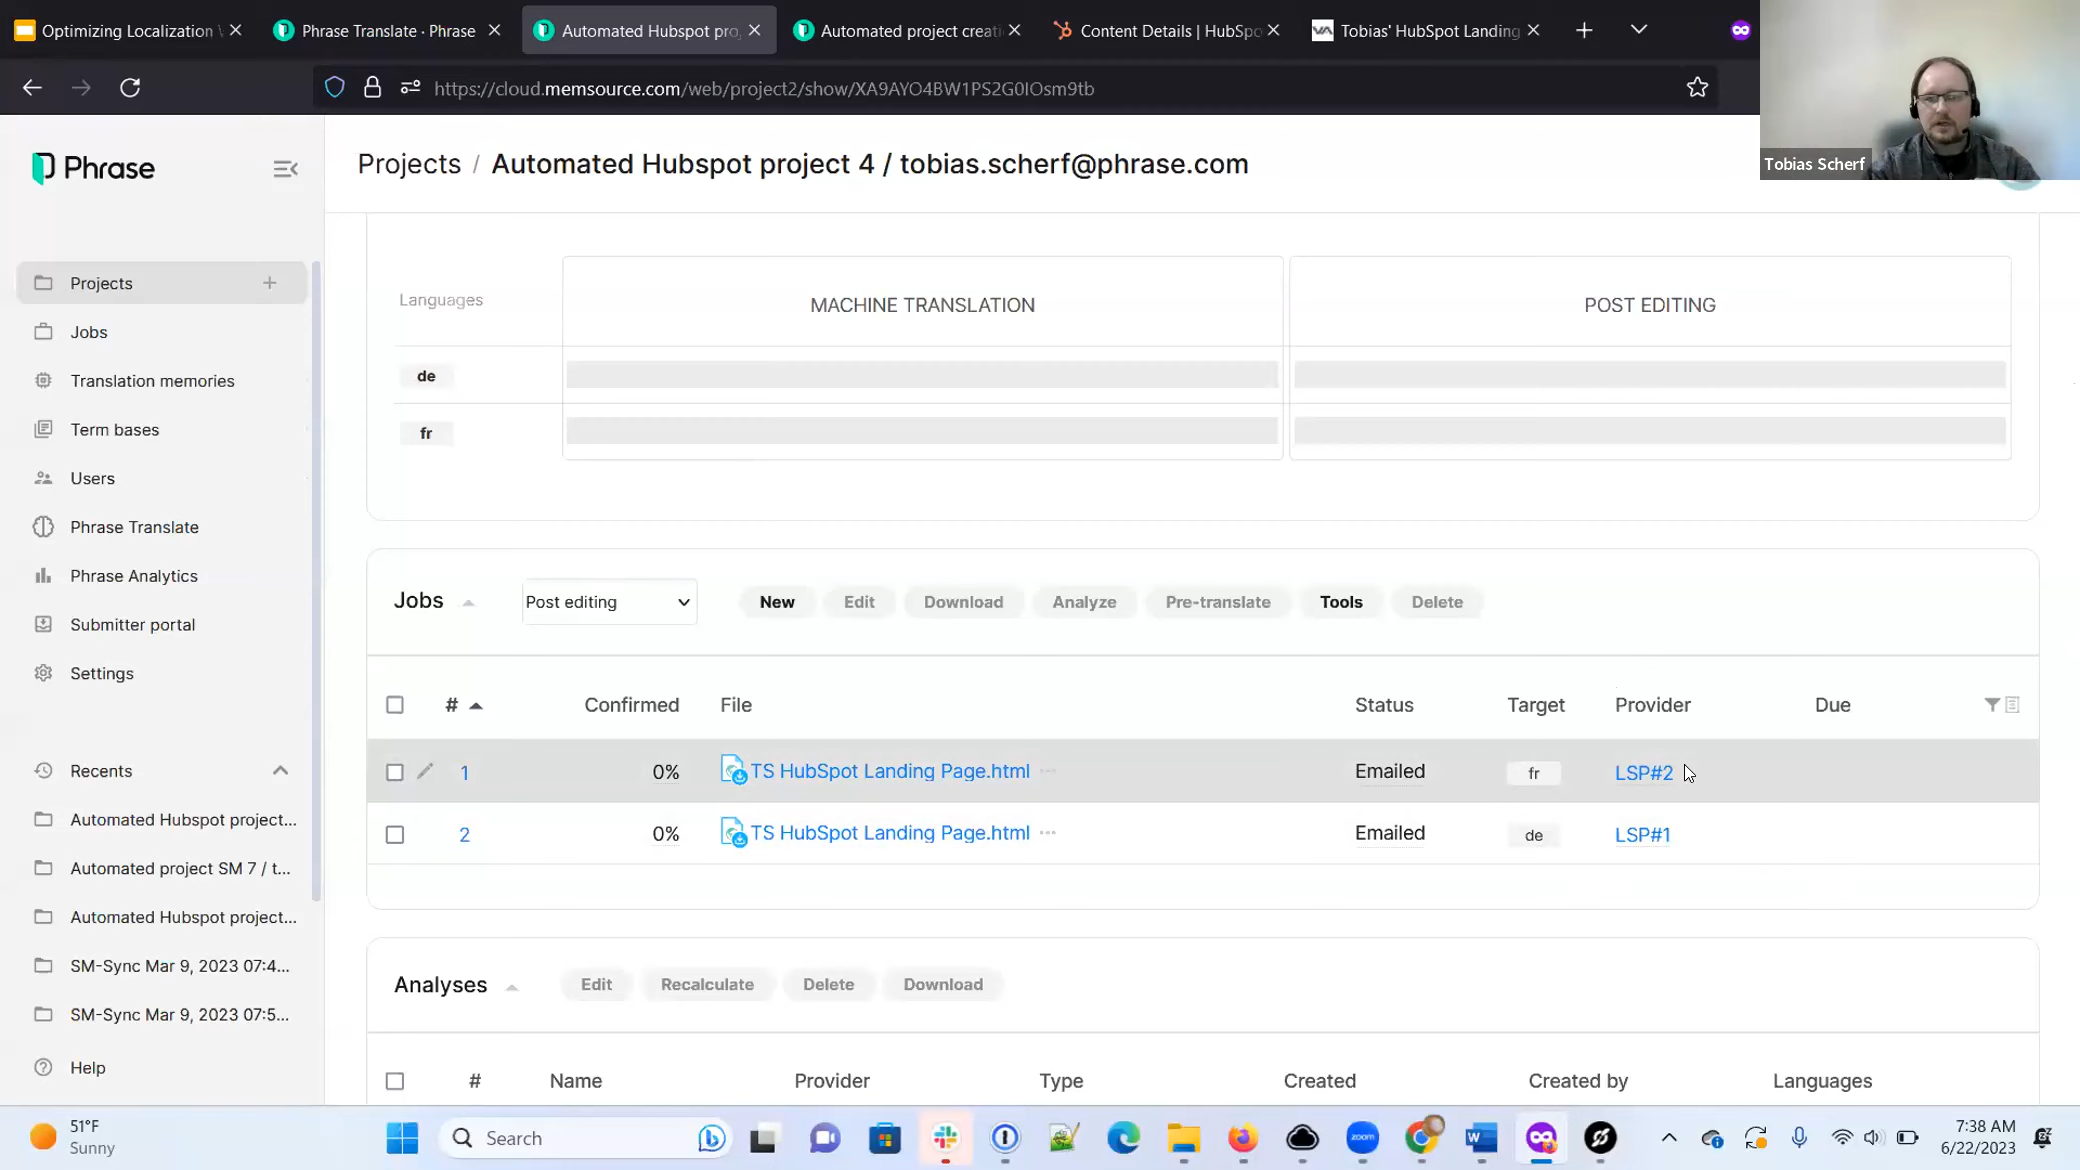 Optimizing Localization
Phrase Translate · Phrase
Automated Hubspot pro
Automated project creati
Content Details | HubSpo
Tobias' HubSpot Landing
https://cloud.memsource.com/web/project2/show/XA9AYO4BW1PS2G0IOsm9tb
Tobias Scherf
Phrase
Projects / Automated Hubspot project 4 / tobias.scherf@phrase.com
Projects
Jobs
Translation memories
Term bases
Users
Phrase Translate
Phrase Analytics
Submitter portal
Settings
Recents
Automated Hubspot project...
Automated project SM 7 / t...
Automated Hubspot project...
SM-Sync Mar 9, 2023 07:4...
SM-Sync Mar 9, 2023 07:5...
Help
Languages MACHINE TRANSLATION POST EDITING
de
fr
Jobs Post editing New Edit Download Analyze Pre-translate Tools Delete
# Confirmed File Status Target Provider Due
1 0% TS HubSpot Landing Page.html Emailed fr LSP#2
2 0% TS HubSpot Landing Page.html Emailed de LSP#1
Analyses Edit Recalculate Delete Download
# Name Provider Type Created Created by Languages
51°F
Sunny
Search
zoom
7:38 AM
6/22/2023